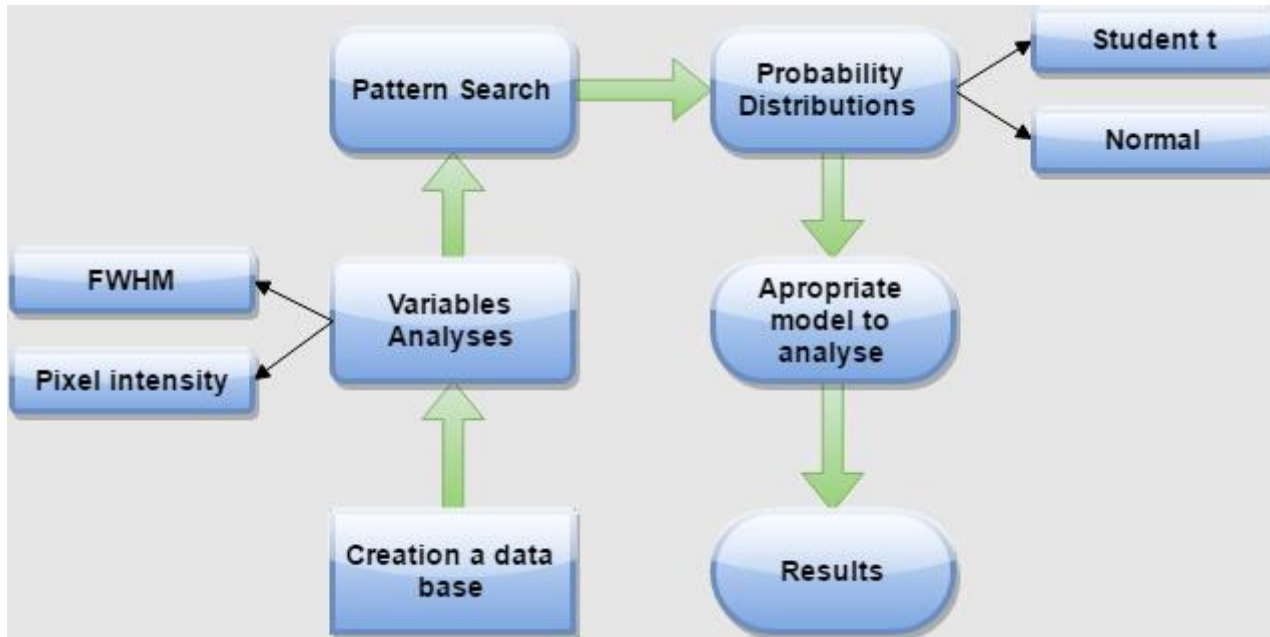 Pattern Search
Probability
Distributions
Student t
Normal
FWHM
Pixel intensity
Variables
Analyses
Apropriate
model to
analyse
Creation a data
base
Results